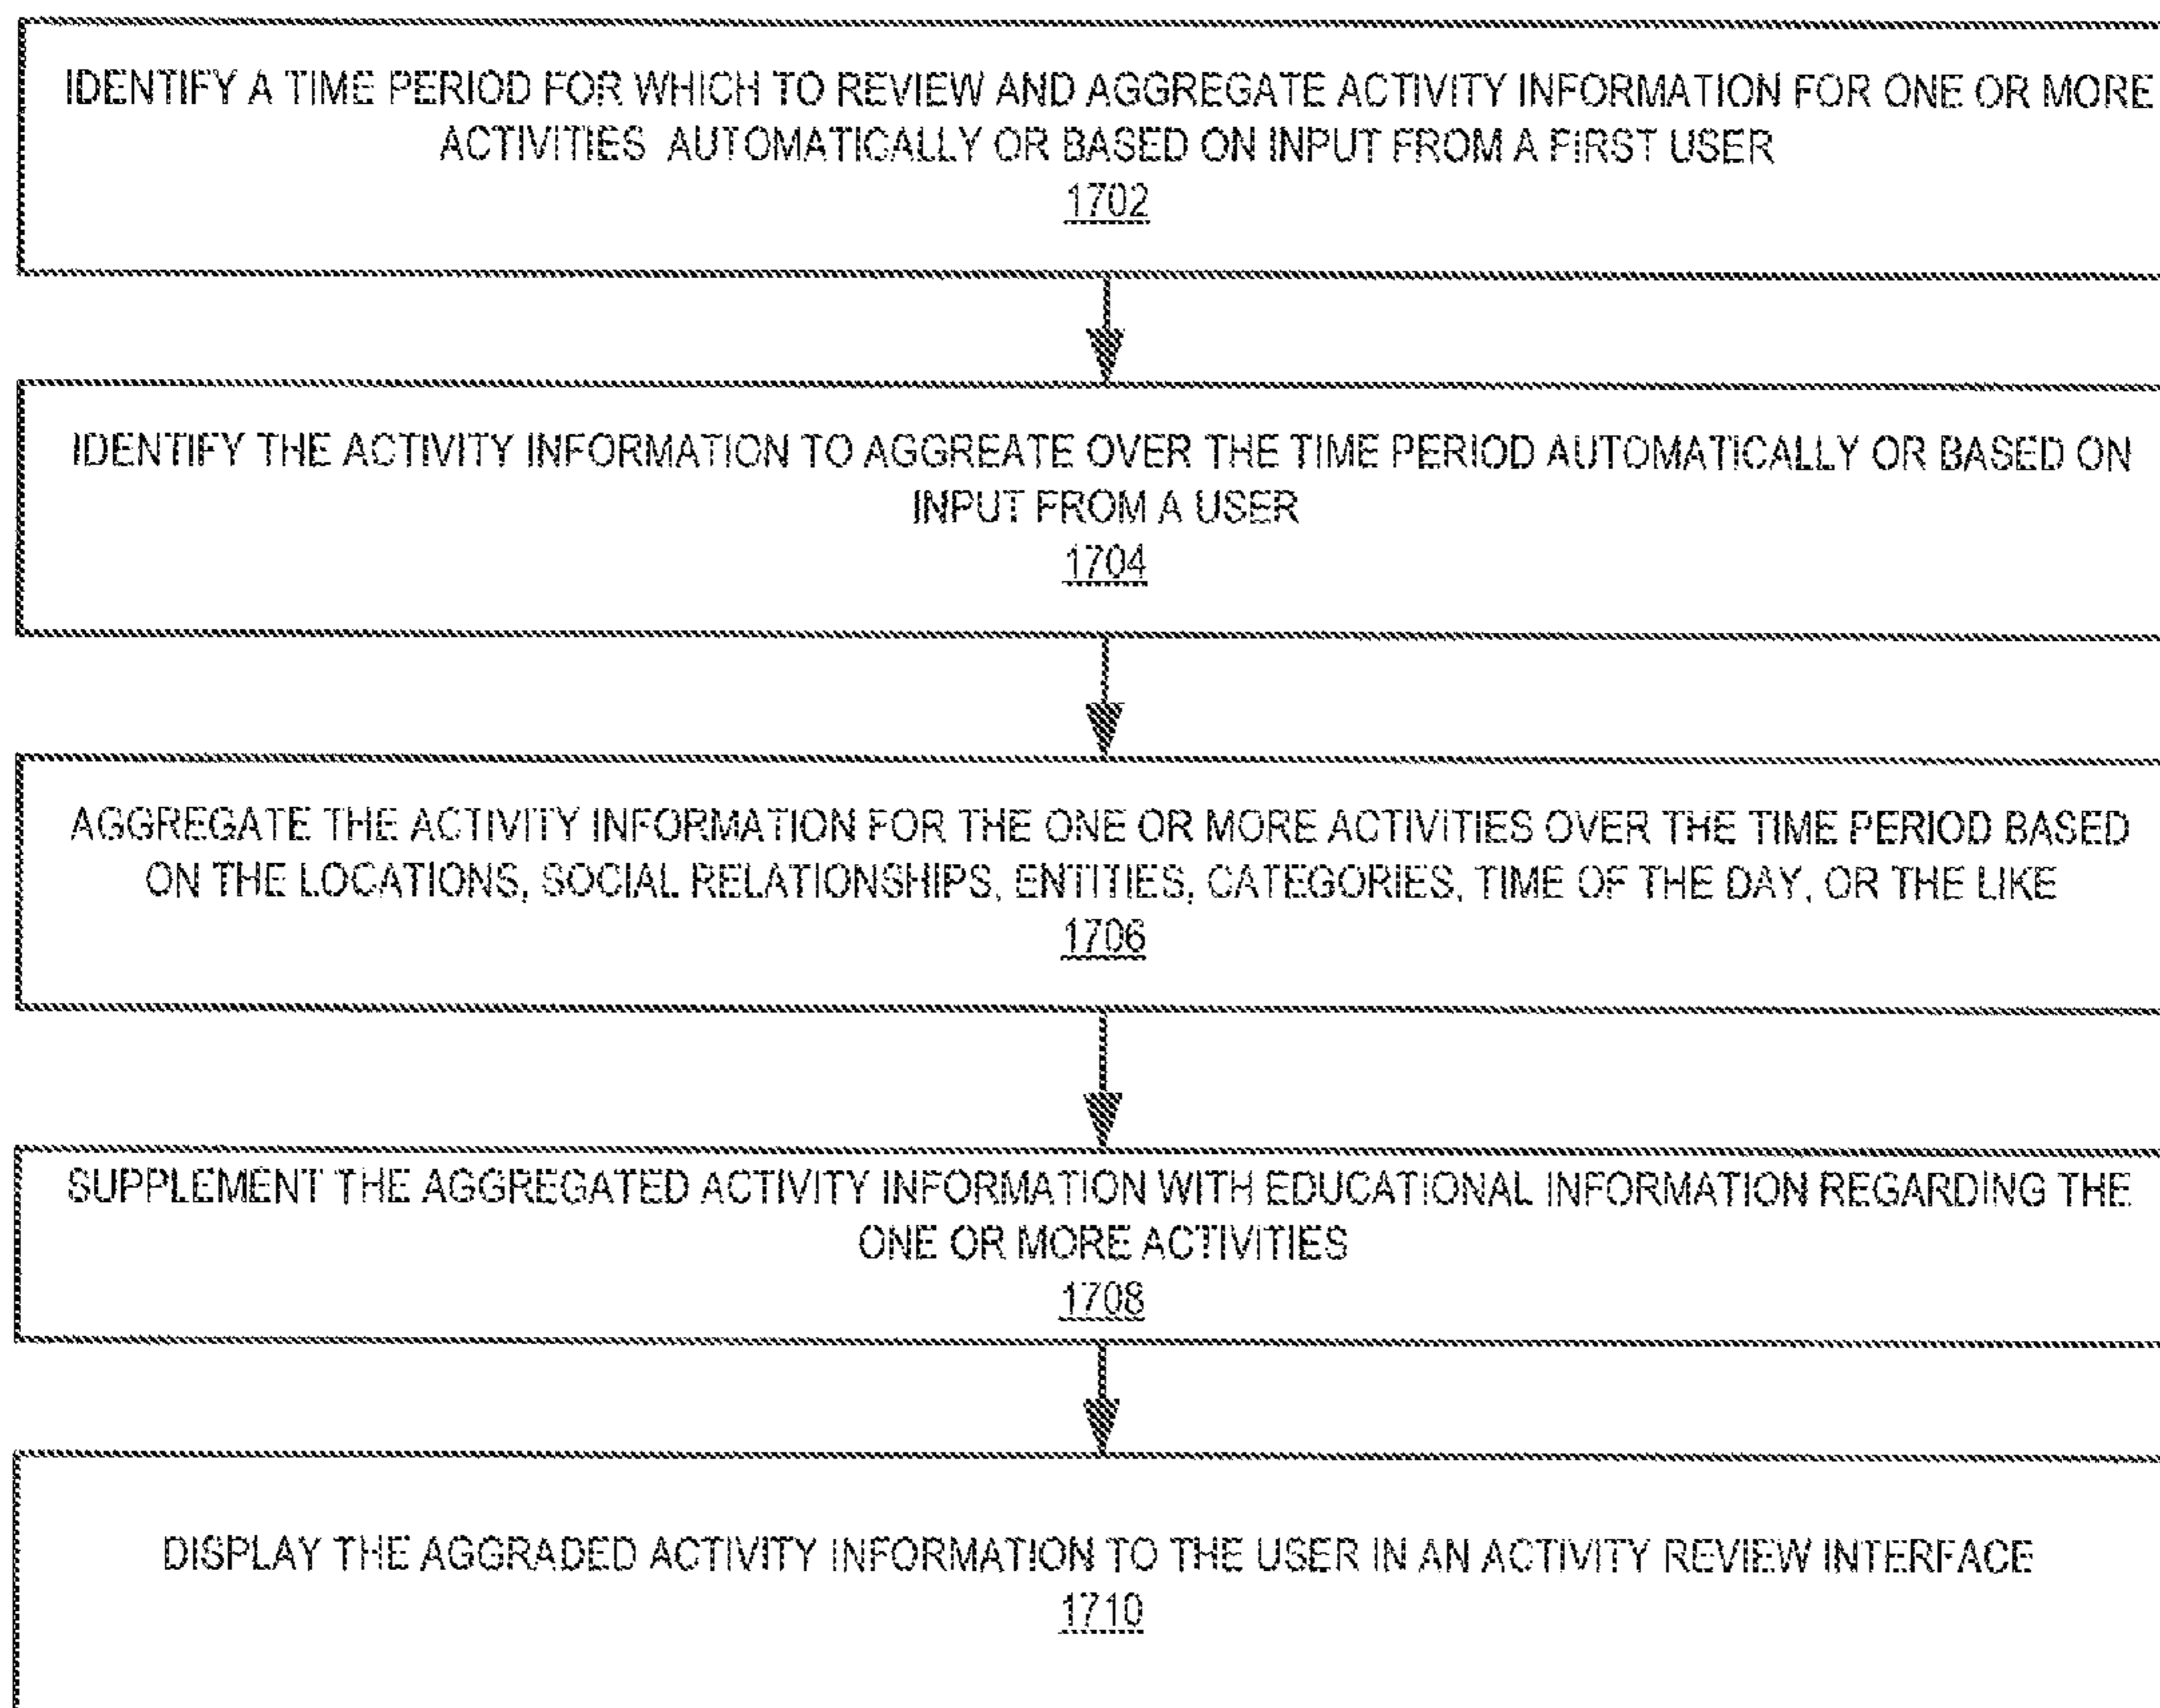 IDENTIFY A TIME PERIOD FOR WHICH TO REVIEW AND AGGREGATE ACTIVITY INFORMATION FOR ONE OR MORE
ACTIVITIES AUTOMATICALLY OR BASED ON INPUT FROM A FIRST USER
1702
IDENTIFY THE ACTIVITY INFORMATION TO AGGREATE OVER THE TIME PERIOD AUTOMATICALLY OR BASED ON
INPUT FROM A USER
1704
AGGREGATE THE ACTIVITY INFORMATION FOR THE ONE OR MORE ACTIVITIES OVER THE TIME PERIOD BASED
ON THE LOCATIONS, SOCIAL RELATIONSHIPS, ENTITIES, CATEGORIES, TIME OF THE DAY, OR THE LIKE
1706
SUPPLEMENT THE AGGREGATED ACTIVITY INFORMATION WITH EDUCATIONAL INFORMATION REGARDING THE
ONE OR MORE ACTIVITIES
1708
DISPLAY THE AGGRADED ACTIVITY INFORMATION TO THE USER IN AN ACTIVITY REVIEW INTERFACE
1710